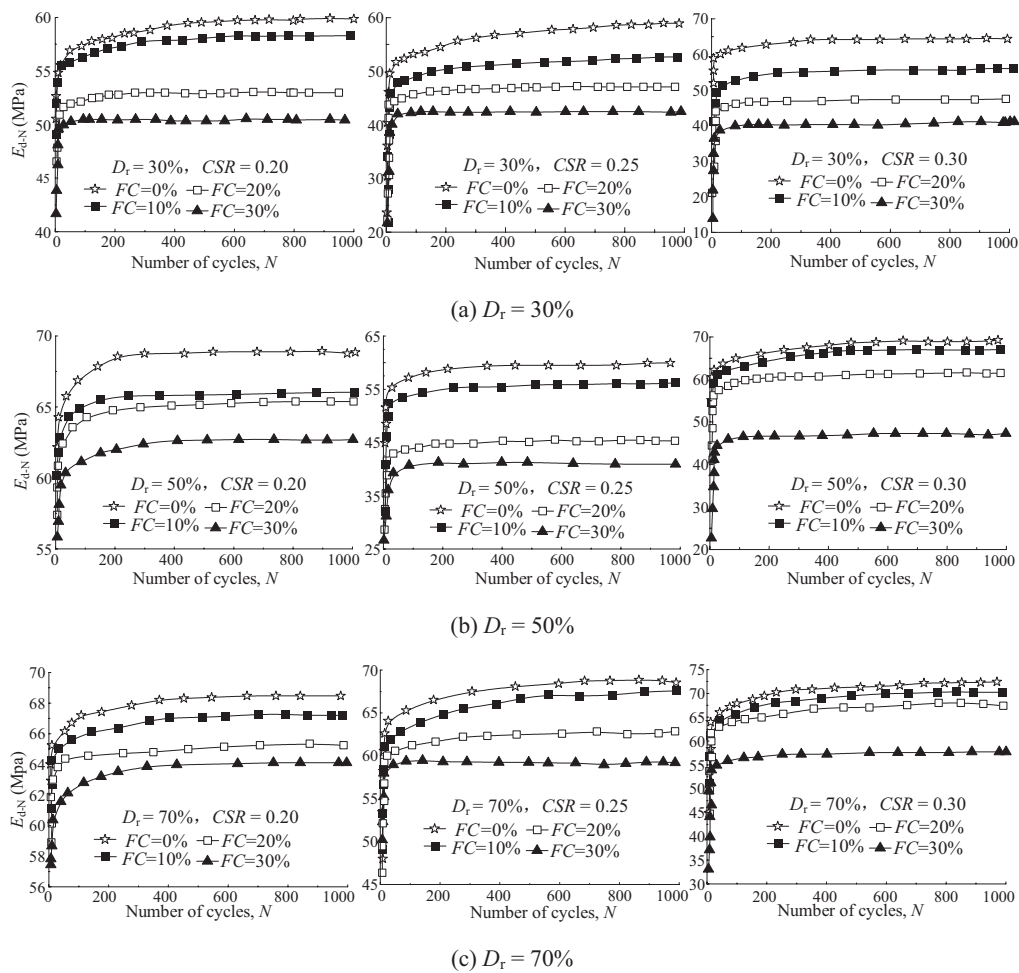 60
55
50
45
40
E_d-N (MPa)
D_r = 30%, CSR = 0.20
FC=0% FC=20%
FC=10% FC=30%
0 200 400 600 800 1000
Number of cycles, N
60
50
40
30
20
D_r = 30%, CSR = 0.25
FC=0% FC=20%
FC=10% FC=30%
0 200 400 600 800 1000
Number of cycles, N
70
60
50
40
30
20
10
D_r = 30%, CSR = 0.30
FC=0% FC=20%
FC=10% FC=30%
0 200 400 600 800 1000
Number of cycles, N
(a) D_r = 30%
70
65
60
55
E_d-N (MPa)
D_r = 50%, CSR = 0.20
FC=0% FC=20%
FC=10% FC=30%
0 200 400 600 800 1000
Number of cycles, N
65
55
45
35
25
D_r = 50%, CSR = 0.25
FC=0% FC=20%
FC=10% FC=30%
0 200 400 600 800 1000
Number of cycles, N
70
60
50
40
30
20
D_r = 50%, CSR = 0.30
FC=0% FC=20%
FC=10% FC=30%
0 200 400 600 800 1000
Number of cycles, N
(b) D_r = 50%
70
68
66
64
62
60
58
56
E_d-N (Mpa)
D_r = 70%, CSR = 0.20
FC=0% FC=20%
FC=10% FC=30%
0 200 400 600 800 1000
Number of cycles, N
70
65
60
55
50
45
D_r = 70%, CSR = 0.25
FC=0% FC=20%
FC=10% FC=30%
0 200 400 600 800 1000
Number of cycles, N
75
70
65
60
55
50
45
40
35
30
D_r = 70%, CSR = 0.30
FC=0% FC=20%
FC=10% FC=30%
0 200 400 600 800 1000
Number of cycles, N
(c) D_r = 70%